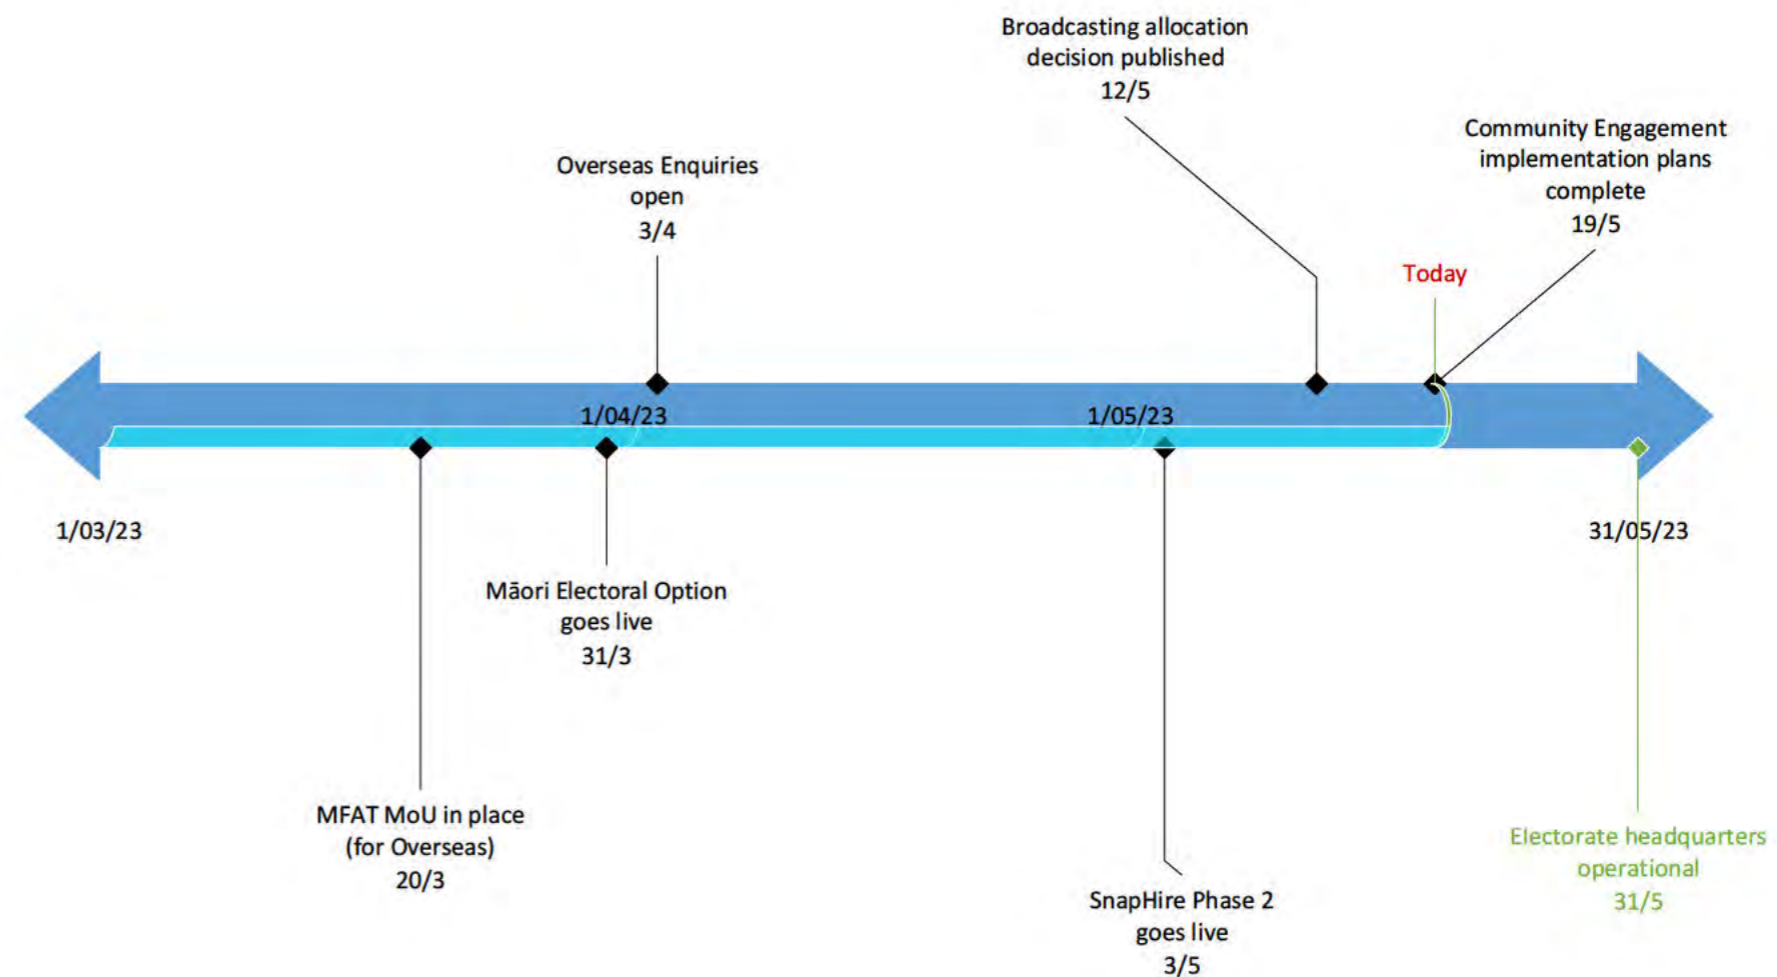 Broadcasting allocation
decision published
12/5
Community Engagement
implementation plans
complete
19/5
Overseas Enquiries
open
3/4
Today
1/04/23
1/05/23
1/03/23
31/05/23
Māori Electoral Option
goes live
31/3
MFAT MoU in place
(for Overseas)
20/3
SnapHire Phase 2
goes live
3/5
Electorate headquarters
operational
31/5